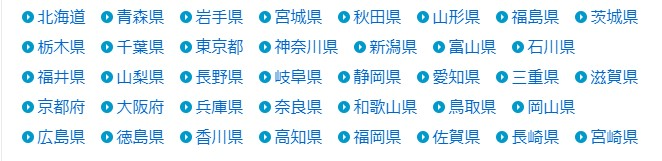 北海道 青森県 岩手県 宮城県 秋田県 山形県 福島県 茨城県
栃木県 千葉県 東京都 神奈川県 新潟県 富山県 石川県
福井県 山梨県 長野県 岐阜県 静岡県 愛知県 三重県 滋賀県
京都府 大阪府 兵庫県 奈良県 和歌山県 鳥取県 岡山県
広島県 徳島県 香川県 高知県 福岡県 佐賀県 長崎県 宮崎県